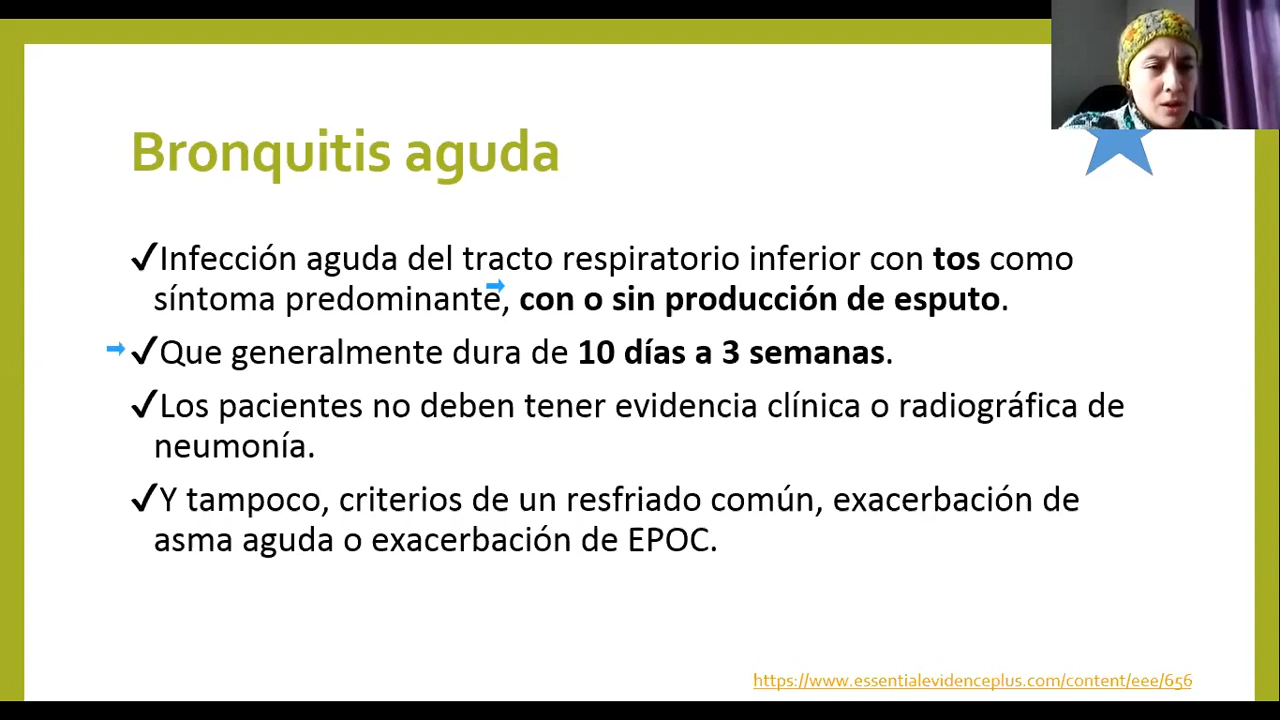 Bronquitis aguda
✓Infección aguda del tracto respiratorio inferior con tos como
síntoma predominante, con o sin producción de esputo.
✓Que generalmente dura de 10 días a 3 semanas.
✓Los pacientes no deben tener evidencia clínica o radiográfica de
neumonía.
✓Y tampoco, criterios de un resfriado común, exacerbación de
asma aguda o exacerbación de EPOC.
https://www.essentialevidenceplus.com/content/eee/656